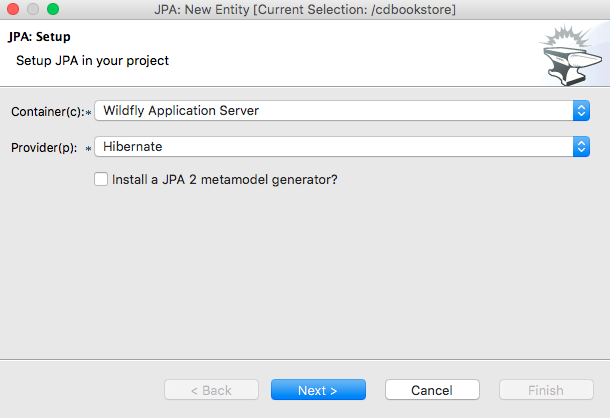 JPA: New Entity [Current Selection: /cdbookstore]
JPA: Setup
Setup JPA in your project
Container(c):* Wildfly Application Server
Provider(p): * Hibernate
Install a JPA 2 metamodel generator?
< Back Next > Cancel Finish